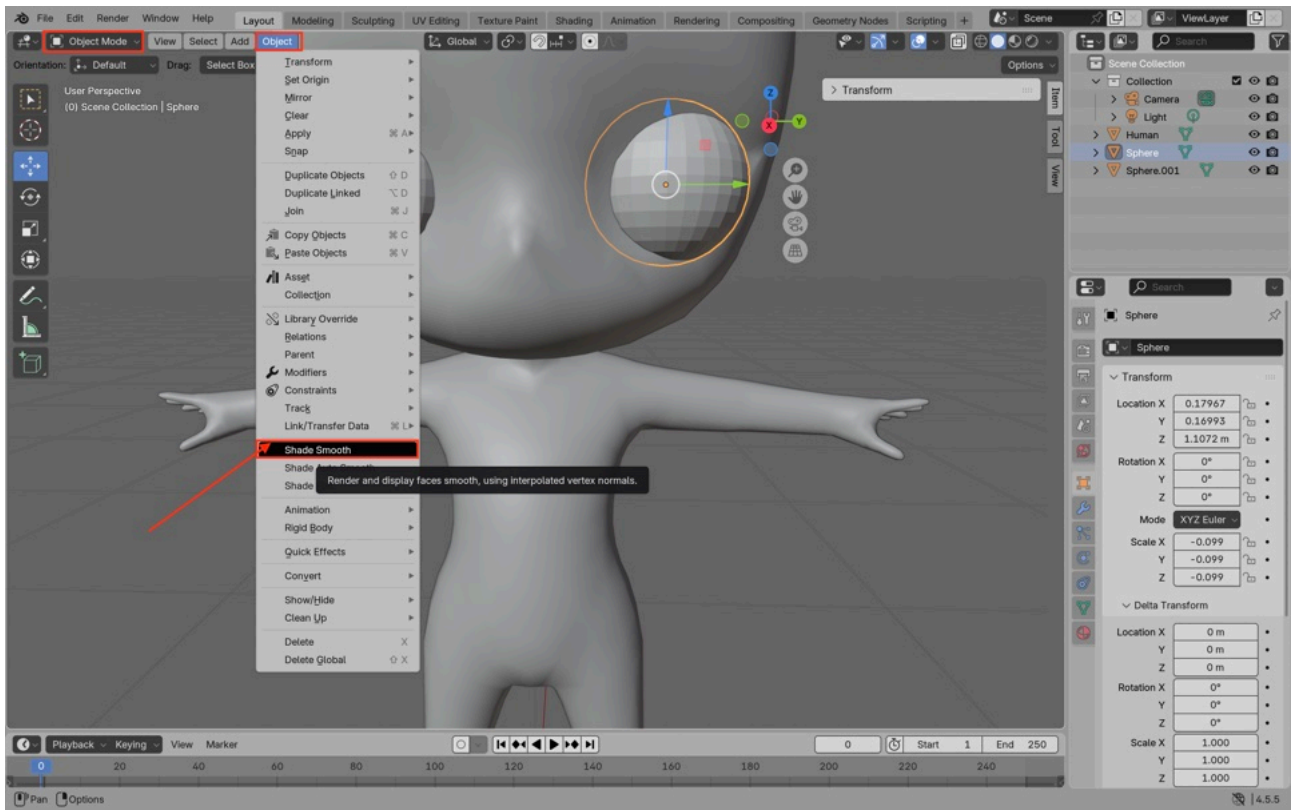 File Edit Render Window Help Layout Modeling Sculpting UV Editing Texture Paint Shading Animation Rendering Compositing Geometry Nodes Scripting + Scene ViewLayer
Object Mode View Select Add Object Global Search
Orientation: Default Drag: Select Box Options
User Perspective
(0) Scene Collection | Sphere
Transform
Set Origin
Mirror
Clear
Apply ⌘ A
Snap
Duplicate Objects ⇧ D
Duplicate Linked ⌥ D
Join ⌘ J
Copy Objects ⌘ C
Paste Objects ⌘ V
Asset
Collection
Library Override
Relations
Parent
Modifiers
Constraints
Track
Link/Transfer Data ⌘ L
Shade Smooth
Shade
Render and display faces smooth, using interpolated vertex normals.
Shade
Animation
Rigid Body
Quick Effects
Convert
Show/Hide
Clean Up
Delete X
Delete Global ⇧ X
Z
X Y
> Transform
Item
Tool
View
Scene Collection
Collection
Camera
Light
Human
Sphere
Sphere.001
Search
Sphere
Sphere
Transform
Location X 0.17967
Y 0.16993
Z 1.1072 m
Rotation X 0°
Y 0°
Z 0°
Mode XYZ Euler
Scale X -0.099
Y -0.099
Z -0.099
Delta Transform
Location X 0 m
Y 0 m
Z 0 m
Rotation X 0°
Y 0°
Z 0°
Scale X 1.000
Y 1.000
Z 1.000
Playback Keying View Marker 0 Start 1 End 250
0 20 40 60 80 100 120 140 160 180 200 220 240
Pan Options 4.5.5